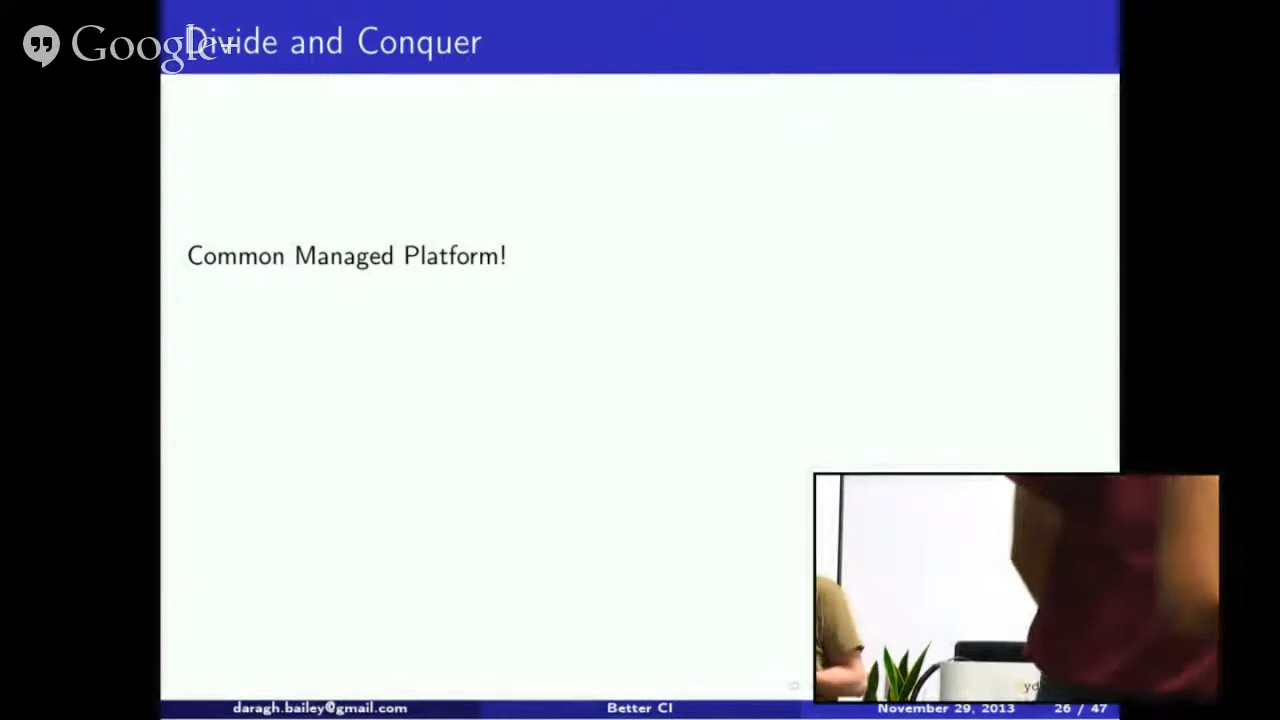 Google+
Divide and Conquer
Common Managed Platform!
daragh.bailey@gmail.com Better CI November 29, 2013 26 / 47